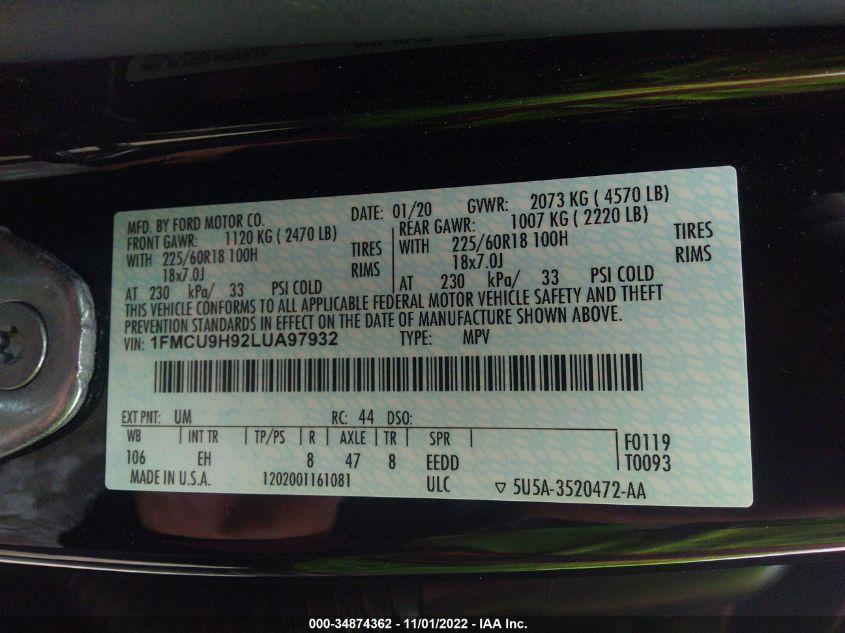 MFD. BY FORD MOTOR CO. DATE: 01/20 GVWR: 2073 KG ( 4570 LB)
FRONT GAWR: 1120 KG ( 2470 LB) REAR GAWR: 1007 KG ( 2220 LB)
WITH 225/60R18 100H TIRES WITH 225/60R18 100H TIRES
18x7.0J RIMS 18x7.0J RIMS
AT 230 kPa/ 33 PSI COLD AT 230 kPa/ 33 PSI COLD
THIS VEHICLE CONFORMS TO ALL APPLICABLE FEDERAL MOTOR VEHICLE SAFETY AND THEFT
PREVENTION STANDARDS IN EFFECT ON THE DATE OF MANUFACTURE SHOWN ABOVE.
VIN: 1FMCU9H92LUA97932 TYPE: MPV
EXT PNT: UM RC: 44 DSO:
WB INT TR TP/PS R AXLE TR SPR F0119
106 EH 8 47 8 EEDD T0093
MADE IN U.S.A. 1202001161081 ULC ▽ 5U5A-3520472-AA
000-34874362 - 11/01/2022 - IAA Inc.